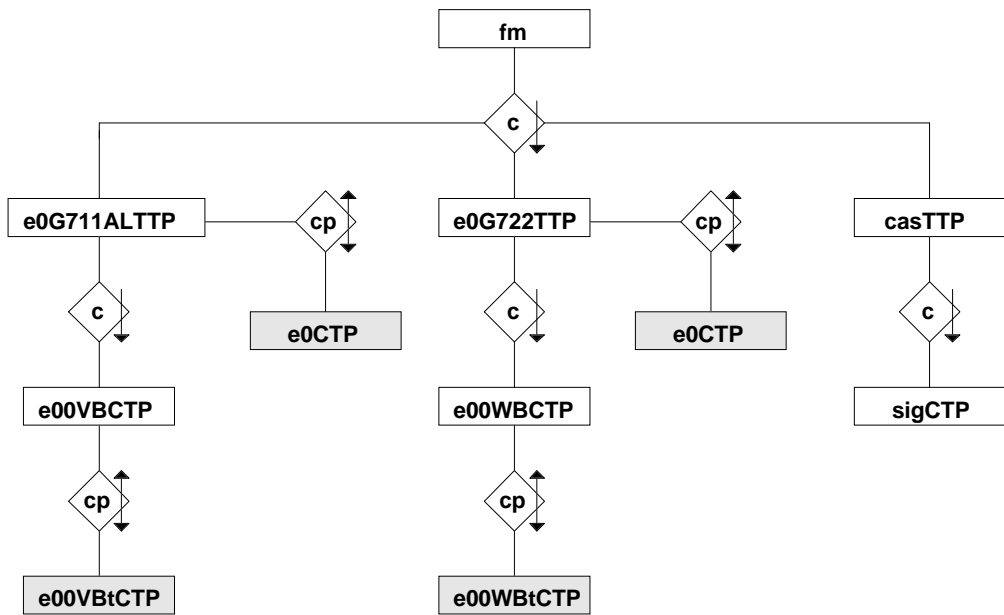 fm
c
e0G711ALTTP
cp
e0G722TTP
cp
casTTP
c
e0CTP
c
e0CTP
c
e00VBCTP
e00WBCTP
sigCTP
cp
cp
e00VBtCTP
e00WBtCTP